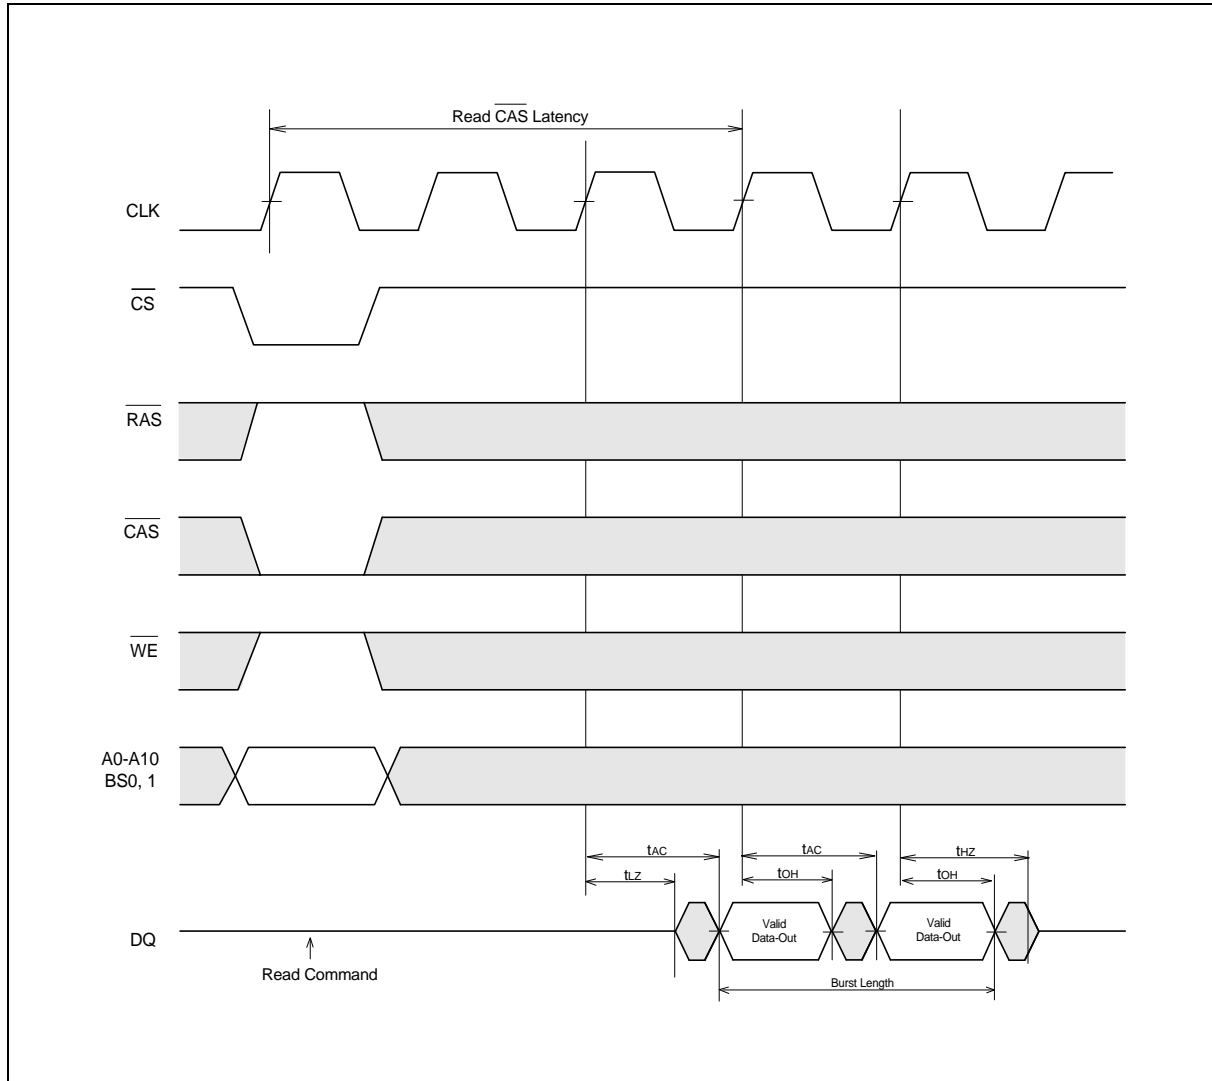 Read CAS Latency
CLK
CS
RAS
CAS
WE
A0-A10
BS0, 1
tAC
tAC
tHZ
tLZ
tOH
tOH
DQ
Valid
Data-Out
Valid
Data-Out
Read Command
Burst Length